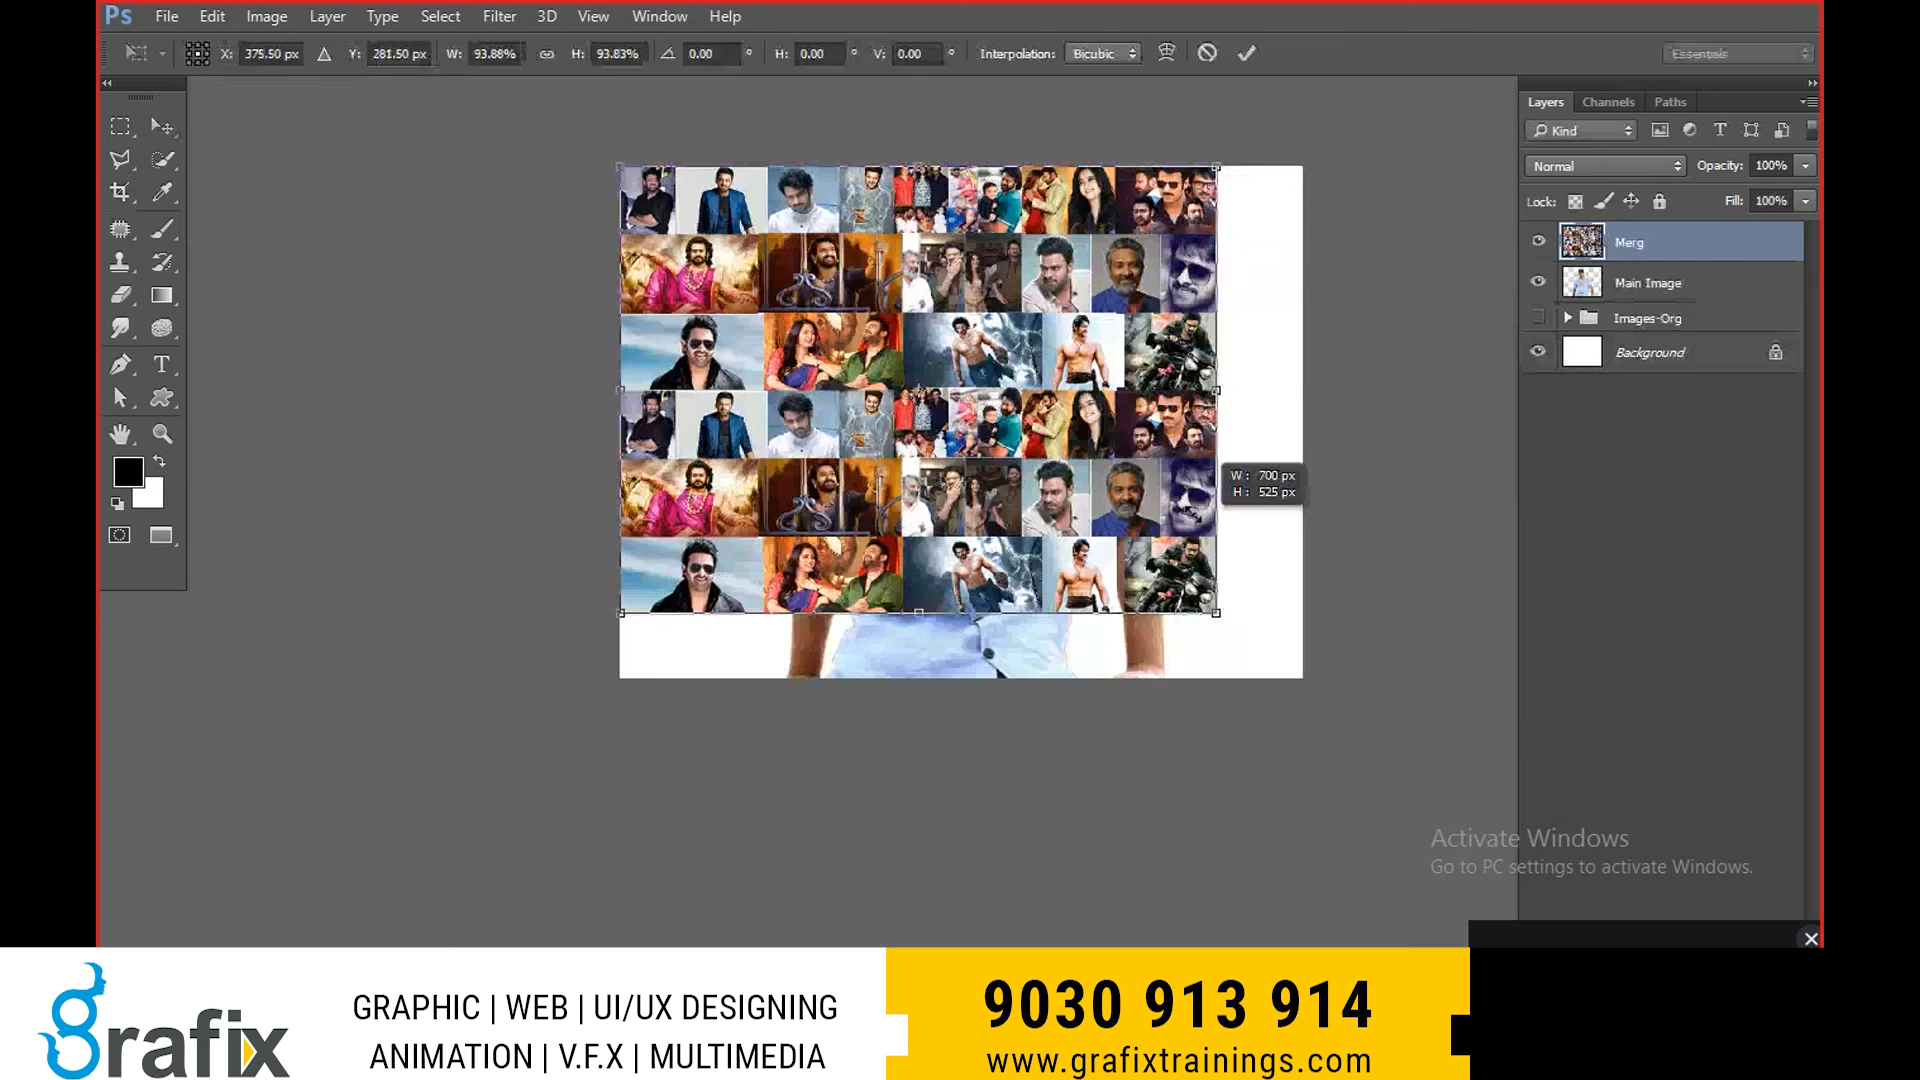 Ps File Edit Image Layer Type Select Filter 3D View Window Help
X: 375.50 px Y: 281.50 px W: 93.88% H: 93.83% 0.00 ° H: 0.00 ° V: 0.00 ° Interpolation: Bicubic Essentials
Layers Channels Paths
Kind
Normal Opacity: 100%
Lock: Fill: 100%
Merg
Main Image
Images-Org
Background
W : 700 px
H : 525 px
Activate Windows
Go to PC settings to activate Windows.
grafix
GRAPHIC | WEB | UI/UX DESIGNING
ANIMATION | V.F.X | MULTIMEDIA
9030 913 914
www.grafixtrainings.com